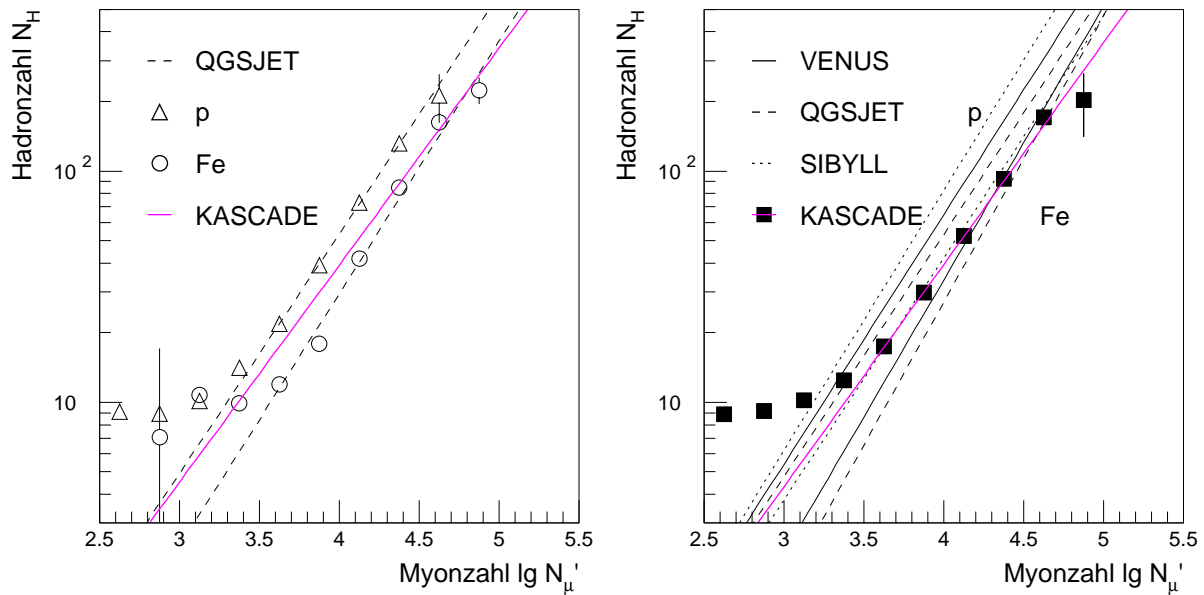 Hadronzahl N_H
QGSJET
p
Fe
KASCADE
10^2
10
2.5 3 3.5 4 4.5 5 5.5
Myonzahl lg N_μ'
Hadronzahl N_H
VENUS
QGSJET
SIBYLL
KASCADE
p
Fe
10^2
10
2.5 3 3.5 4 4.5 5 5.5
Myonzahl lg N_μ'